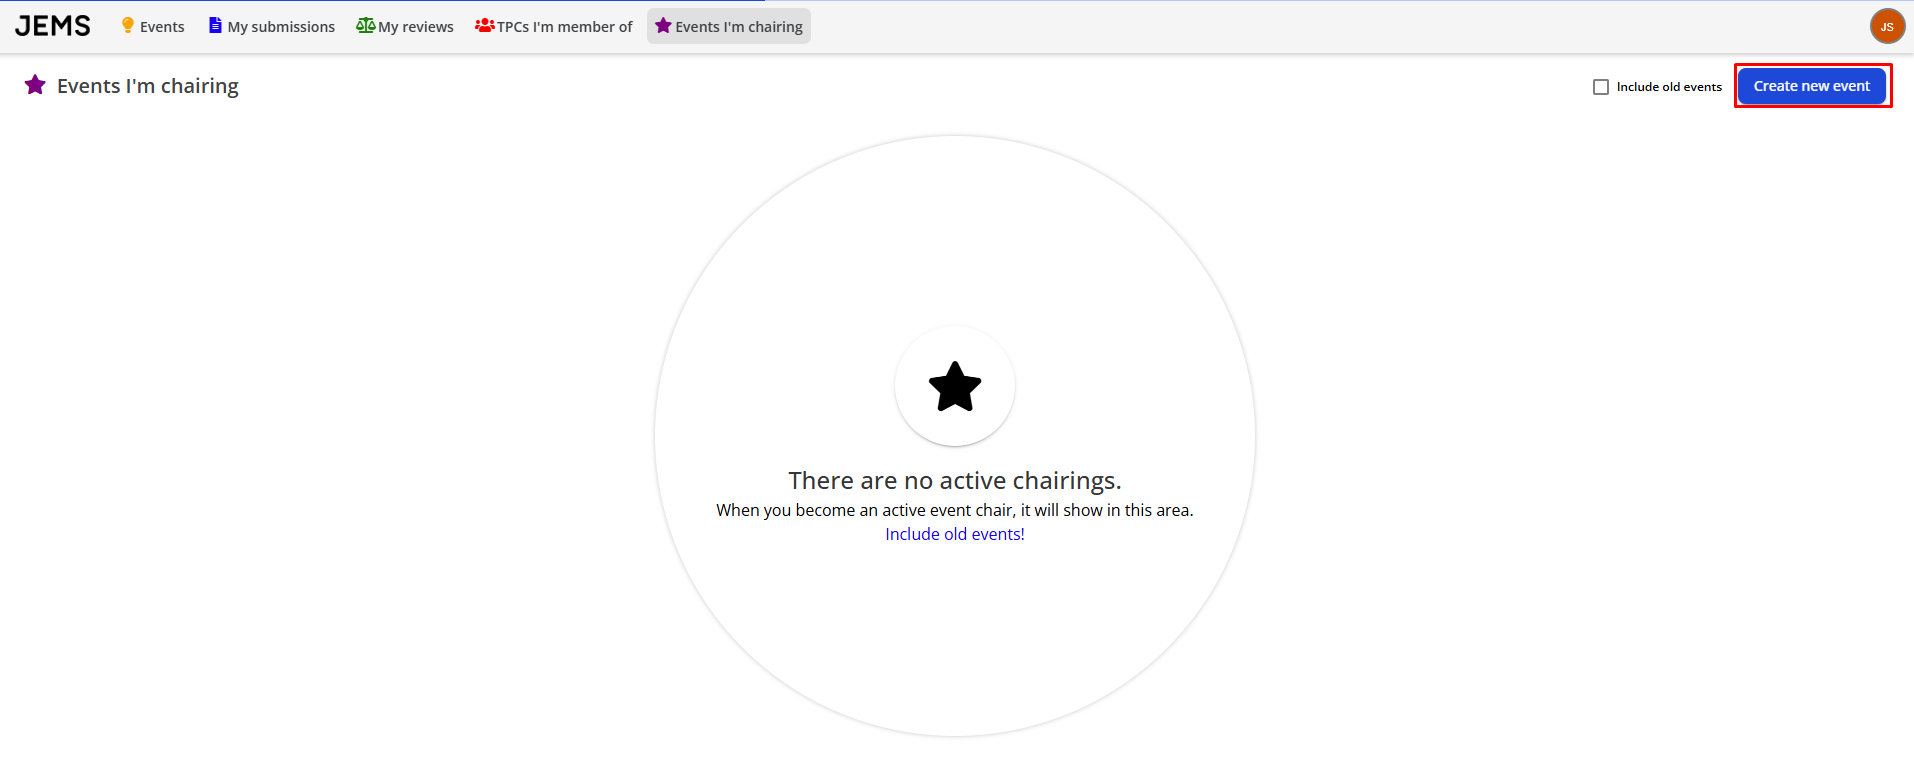 JEMS Events My submissions My reviews TPCs I'm member of Events I'm chairing JS
Events I'm chairing Include old events Create new event
There are no active chairings.
When you become an active event chair, it will show in this area.
Include old events!